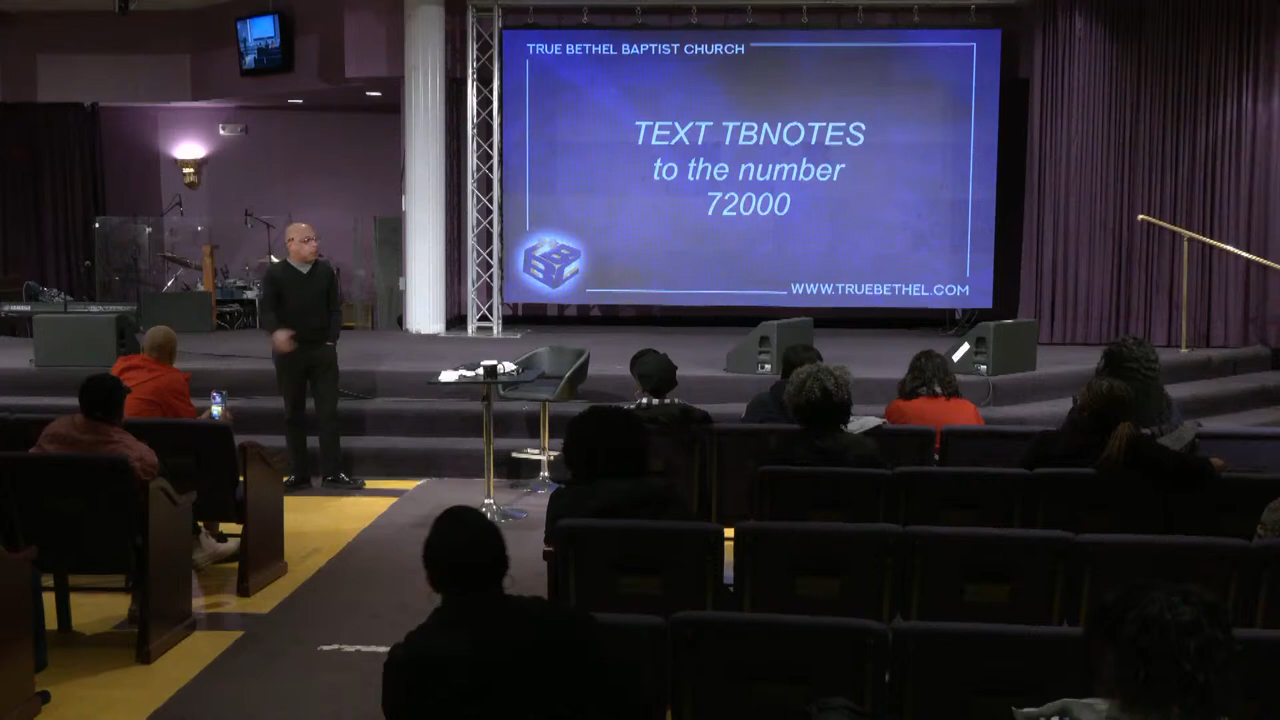 TRUE BETHEL BAPTIST CHURCH
TEXT TBNOTES
to the number
72000
WWW.TRUEBETHEL.COM